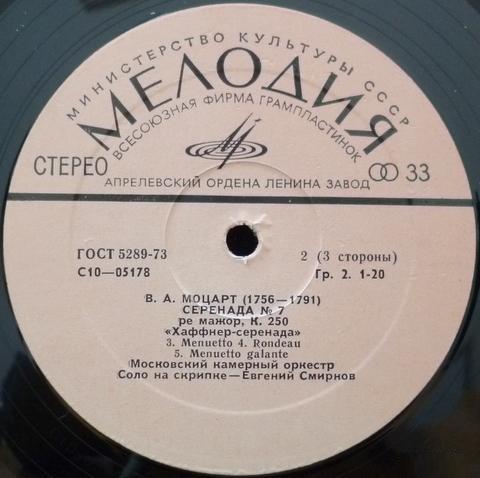 МИНИСТЕРСТВО КУЛЬТУРЫ СССР
МЕЛОДИЯ
ВСЕСОЮЗНАЯ ФИРМА ГРАМПЛАСТИНОК
СТЕРЕО
33
АПРЕЛЕВСКИЙ ОРДЕНА ЛЕНИНА ЗАВОД
ГОСТ 5289-73
2 (3 стороны)
С10—05178
Гр. 2. 1-20
В. А. МОЦАРТ (1756—1791)
СЕРЕНАДА № 7
ре мажор, К. 250
«Хаффнер-серенада»
3. Menuetto 4. Rondeau
5. Menuetto galante
Московский камерный оркестр
Соло на скрипке—Евгений Смирнов